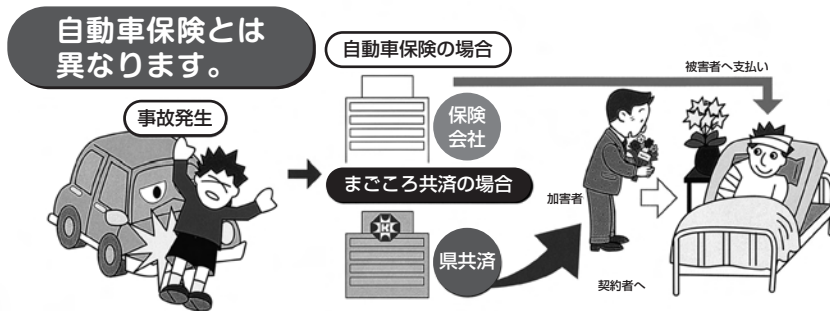 自動車保険とは
異なります。
事故発生
自動車保険の場合
保険
会社
被害者へ支払い
まごころ共済の場合
県共済
加害者
契約者へ